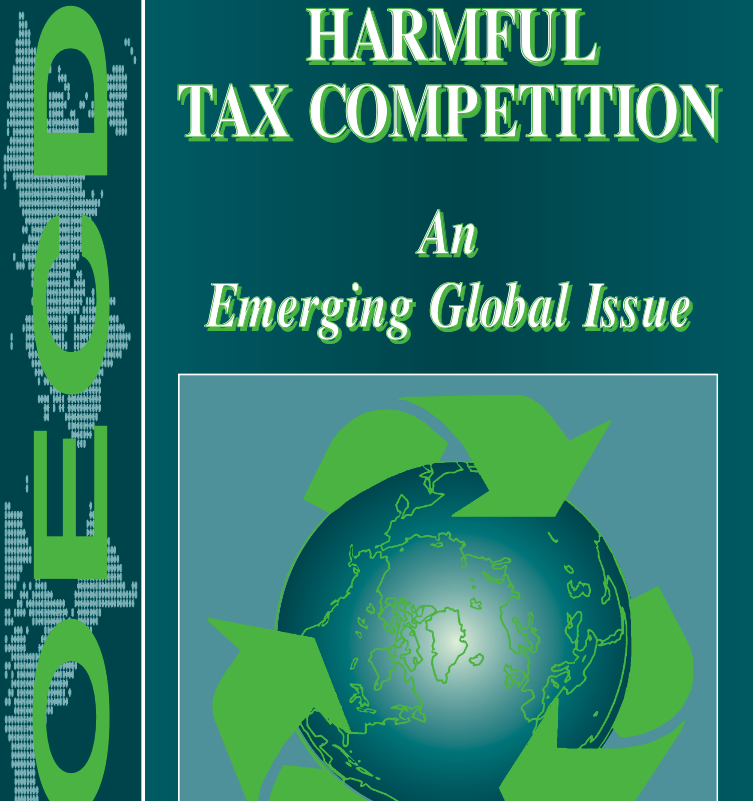 HARMFUL
TAX COMPETITION
An
Emerging Global Issue
OECD